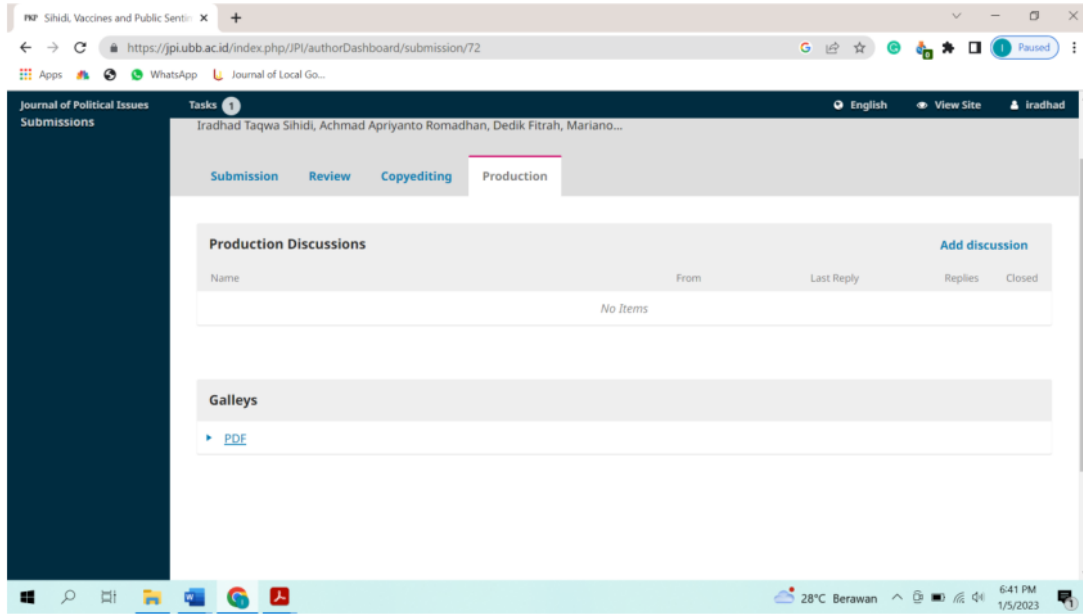 PKP Sihidi, Vaccines and Public Senti
https://jpi.ubb.ac.id/index.php/JPI/authorDashboard/submission/72
Paused
Apps
WhatsApp
Journal of Local Go...
Journal of Political Issues
Tasks 1
English
View Site
iradhad
Submissions
Iradhad Taqwa Sihidi, Achmad Apriyanto Romadhan, Dedik Fitrah, Mariano...
Submission Review Copyediting Production
Production Discussions
Add discussion
Name From Last Reply Replies Closed
No Items
Galleys
PDF
28°C Berawan
6:41 PM
1/5/2023